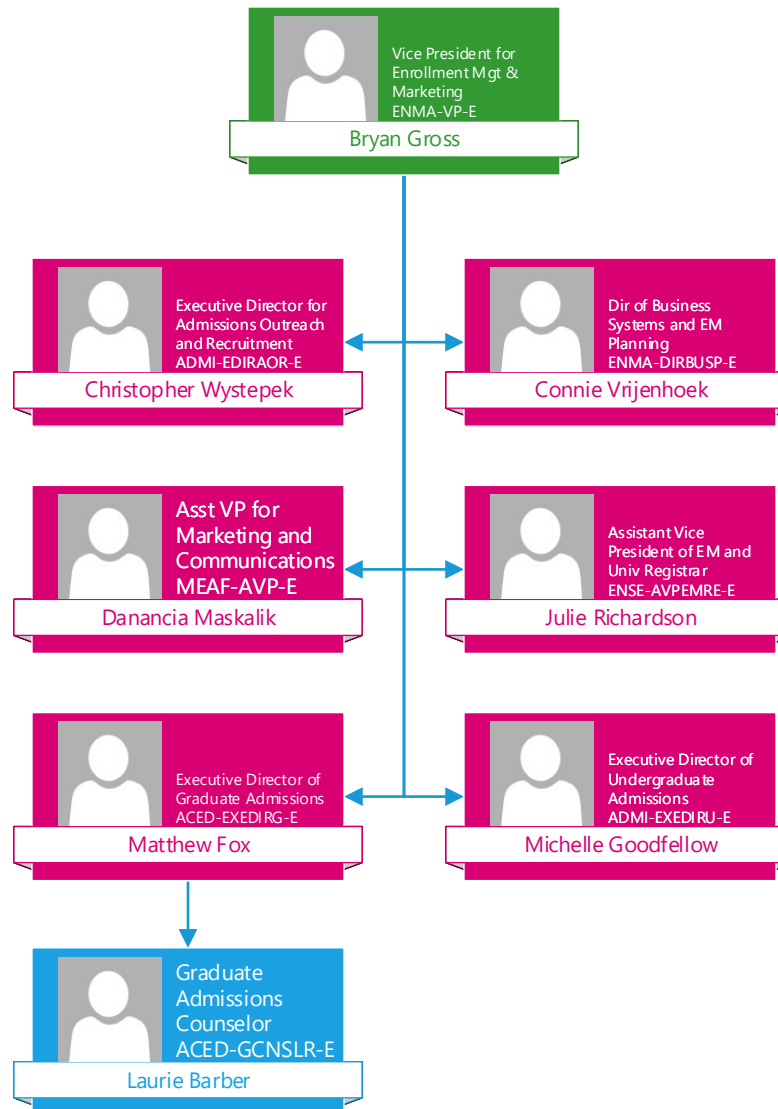 Vice President for
Enrollment Mgt &
Marketing
ENMA-VP-E
Bryan Gross
Executive Director for
Admissions Outreach
and Recruitment
ADMI-EDIRAOR-E
Christopher Wystepek
Dir of Business
Systems and EM
Planning
ENMA-DIRBUSP-E
Connie Vrijenhoek
Asst VP for
Marketing and
Communications
MEAF-AVP-E
Danancia Maskalik
Assistant Vice
President of EM and
Univ Registrar
ENSE-AVPEMRE-E
Julie Richardson
Executive Director of
Graduate Admissions
ACED-EXEDIRG-E
Matthew Fox
Executive Director of
Undergraduate
Admissions
ADMI-EXEDIRU-E
Michelle Goodfellow
Graduate
Admissions
Counselor
ACED-GCNSLR-E
Laurie Barber